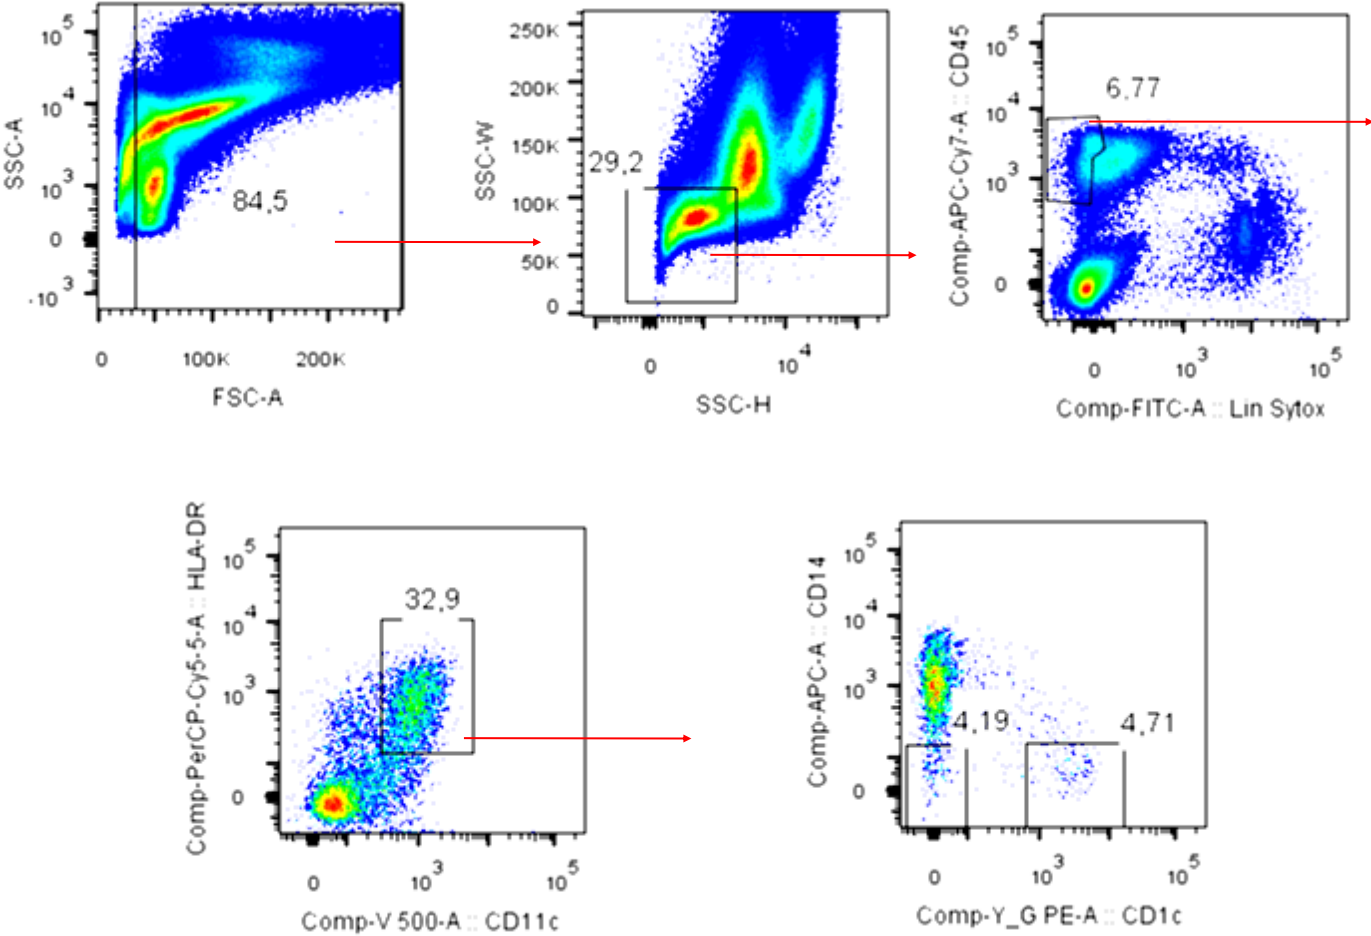 10^5
10^4
10^3
0
-10^3
SSC-A
84,5
0 100K 200K
FSC-A
250K
200K
150K
100K
50K
0
SSC-W
29,2
0 10^4
SSC-H
10^5
10^4
10^3
0
Comp-APC-Cy7-A :: CD45
6,77
0 10^3 10^5
Comp-FITC-A :: Lin Sytox
10^5
10^4
10^3
0
Comp-PerCP-Cy5-5-A :: HLA-DR
32,9
0 10^3 10^5
Comp-V 500-A :: CD11c
10^5
10^4
10^3
0
Comp-APC-A :: CD14
4,19 4,71
0 10^3 10^5
Comp-Y_G PE-A :: CD1c